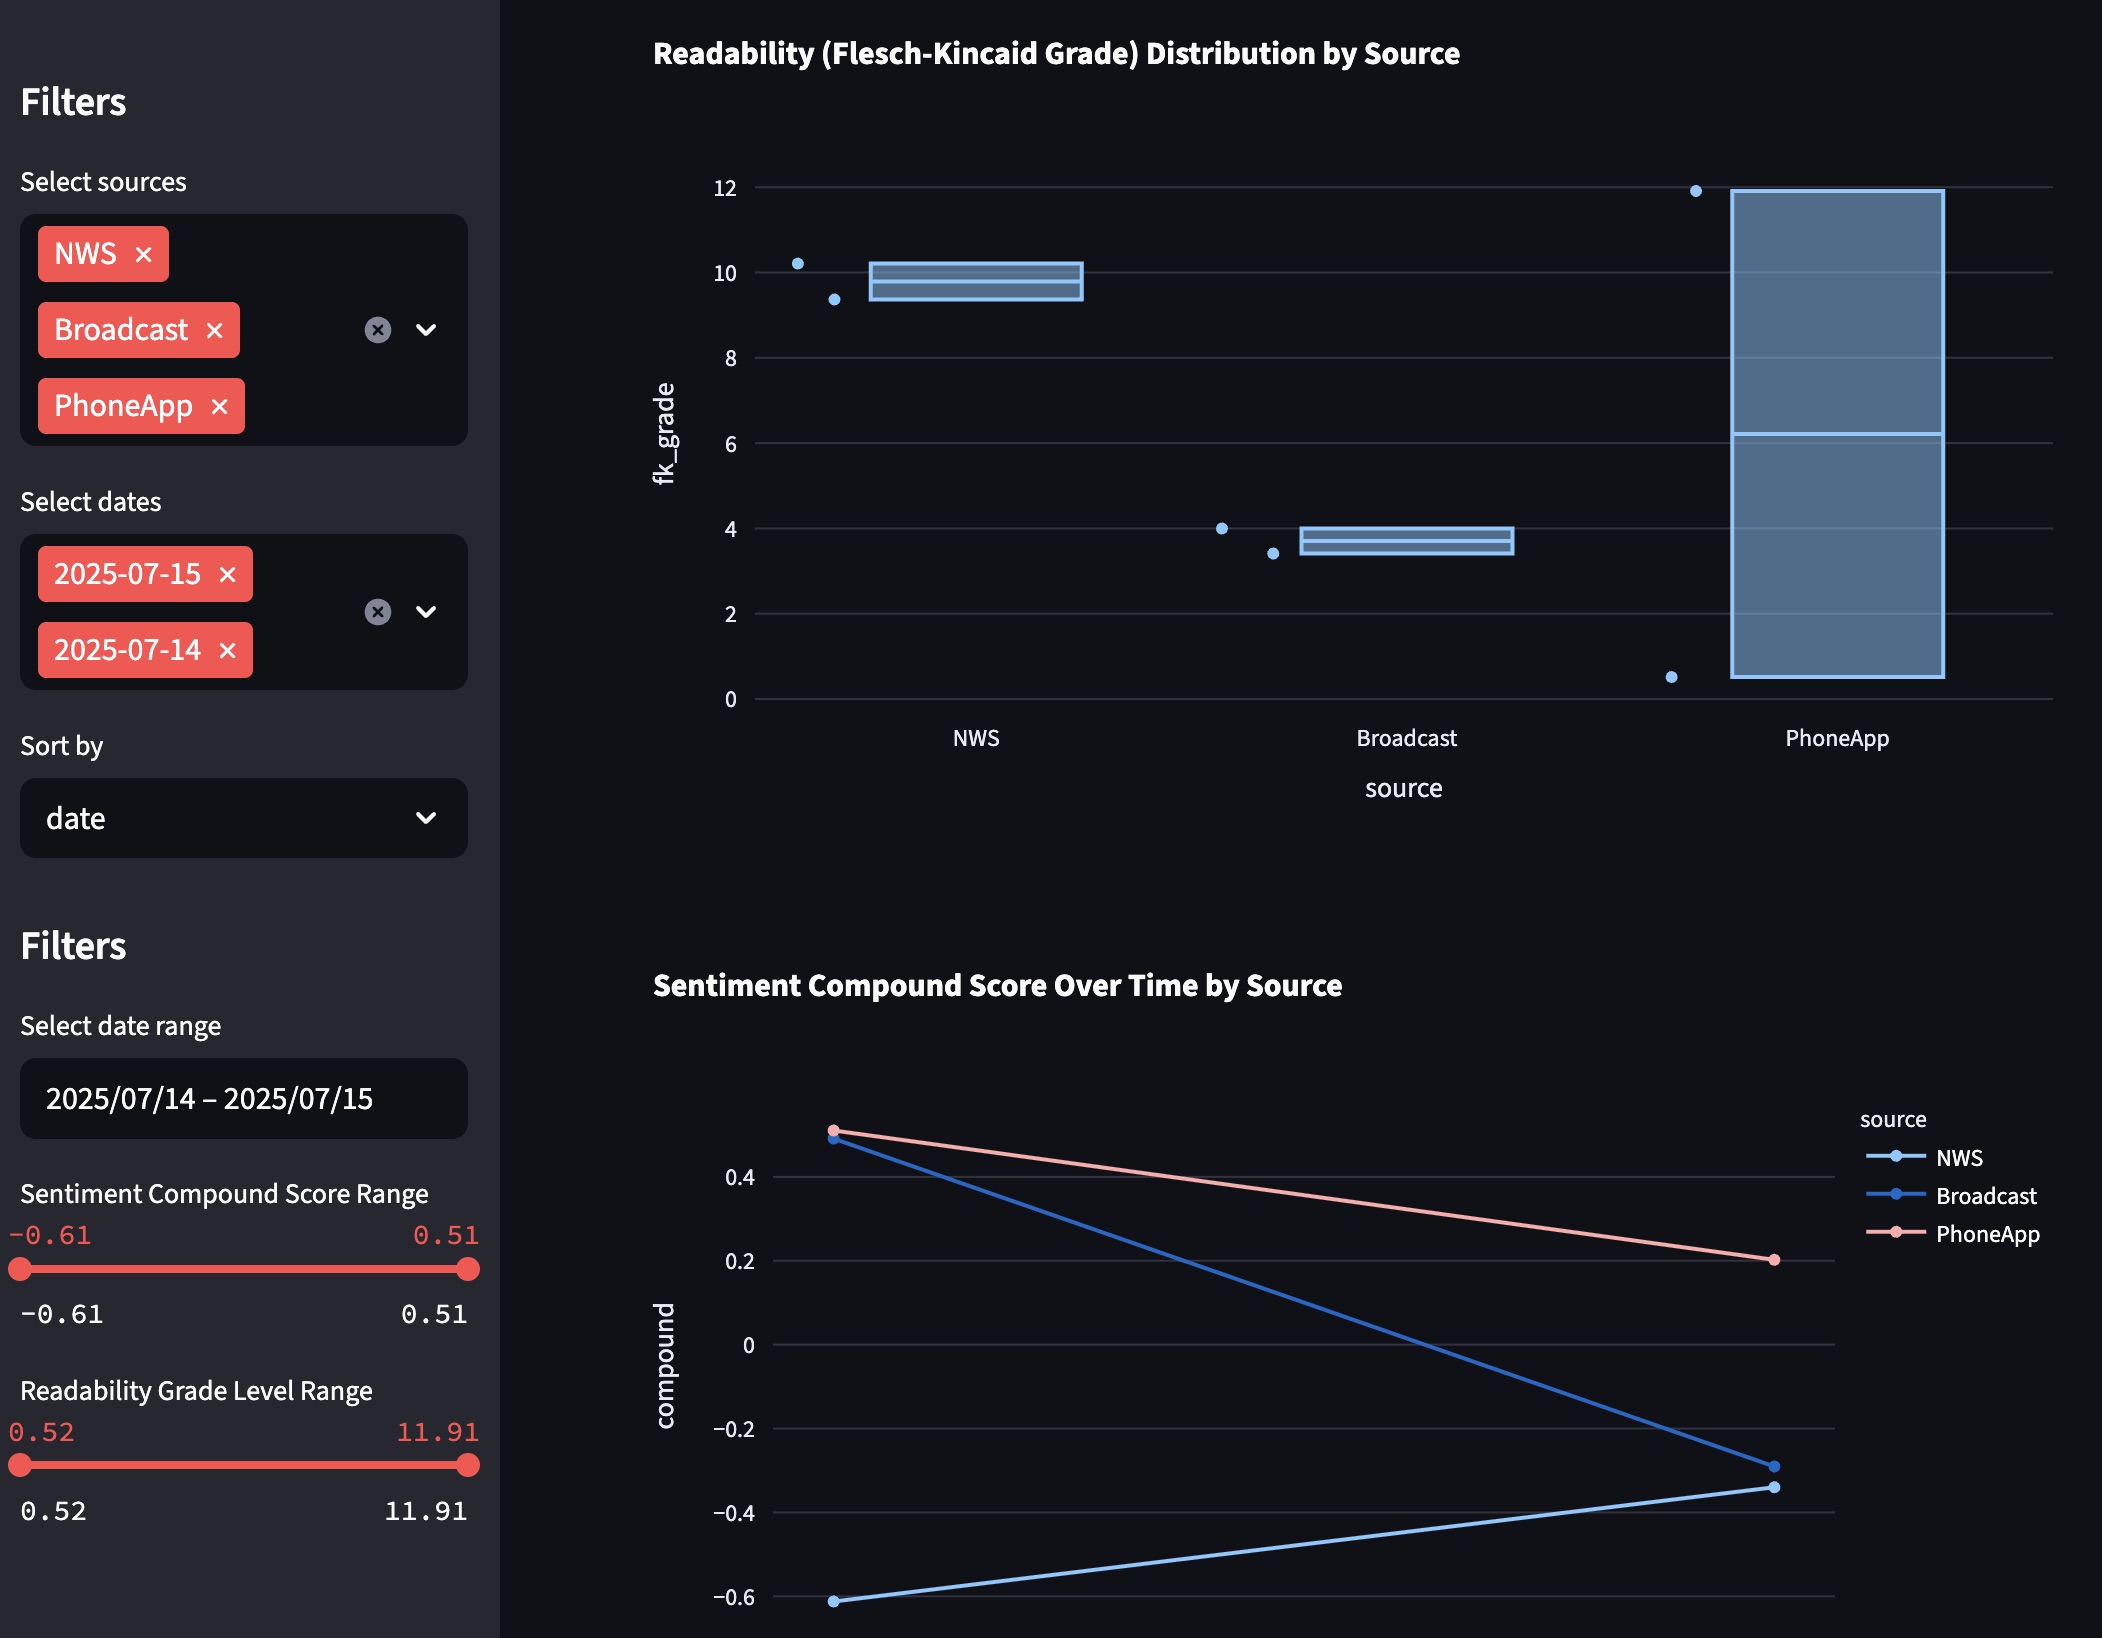 Filters
Select sources
NWS
Broadcast
PhoneApp
Select dates
2025-07-15
2025-07-14
Sort by
date
Filters
Select date range
2025/07/14 – 2025/07/15
Sentiment Compound Score Range
−0.61 0.51
−0.61 0.51
Readability Grade Level Range
0.52 11.91
0.52 11.91
Readability (Flesch-Kincaid Grade) Distribution by Source
12
10
8
6
4
2
0
fk_grade
NWS Broadcast PhoneApp
source
Sentiment Compound Score Over Time by Source
0.4
0.2
0
−0.2
−0.4
−0.6
compound
source
NWS
Broadcast
PhoneApp